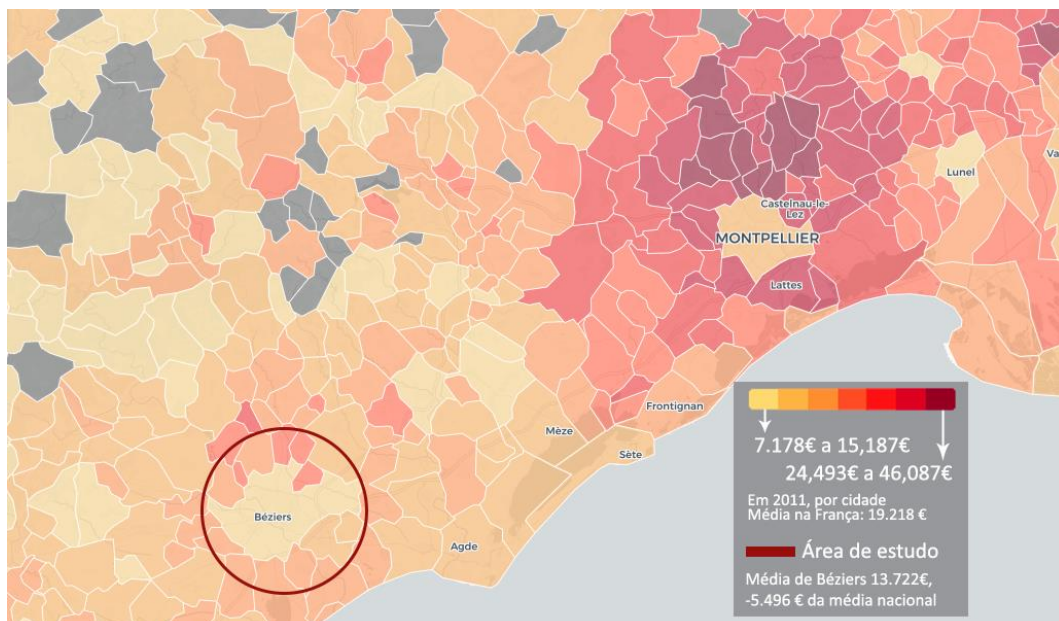 Lunel
Va
Castelnau-le-
Lez
MONTPELLIER
Lattes
Frontignan
Mèze
Sète
Béziers
Agde
7.178€ a 15,187€
24,493€ a 46,087€
Em 2011, por cidade
Média na França: 19.218 €
Área de estudo
Média de Béziers 13.722€,
-5.496 € da média nacional